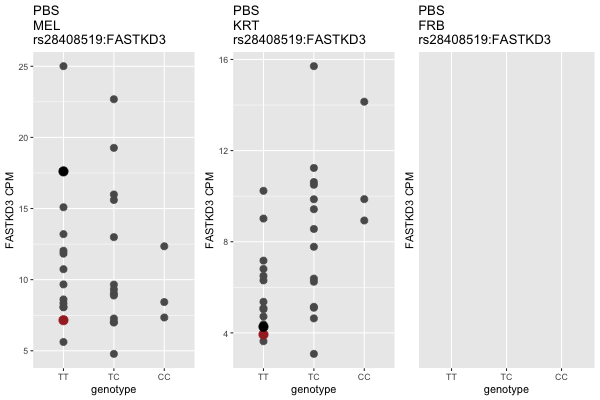 PBS
MEL
rs28408519:FASTKD3
FASTKD3 CPM
25
20
15
10
5
TT TC CC
genotype
PBS
KRT
rs28408519:FASTKD3
FASTKD3 CPM
16
12
8
4
TT TC CC
genotype
PBS
FRB
rs28408519:FASTKD3
FASTKD3 CPM
TT TC CC
genotype